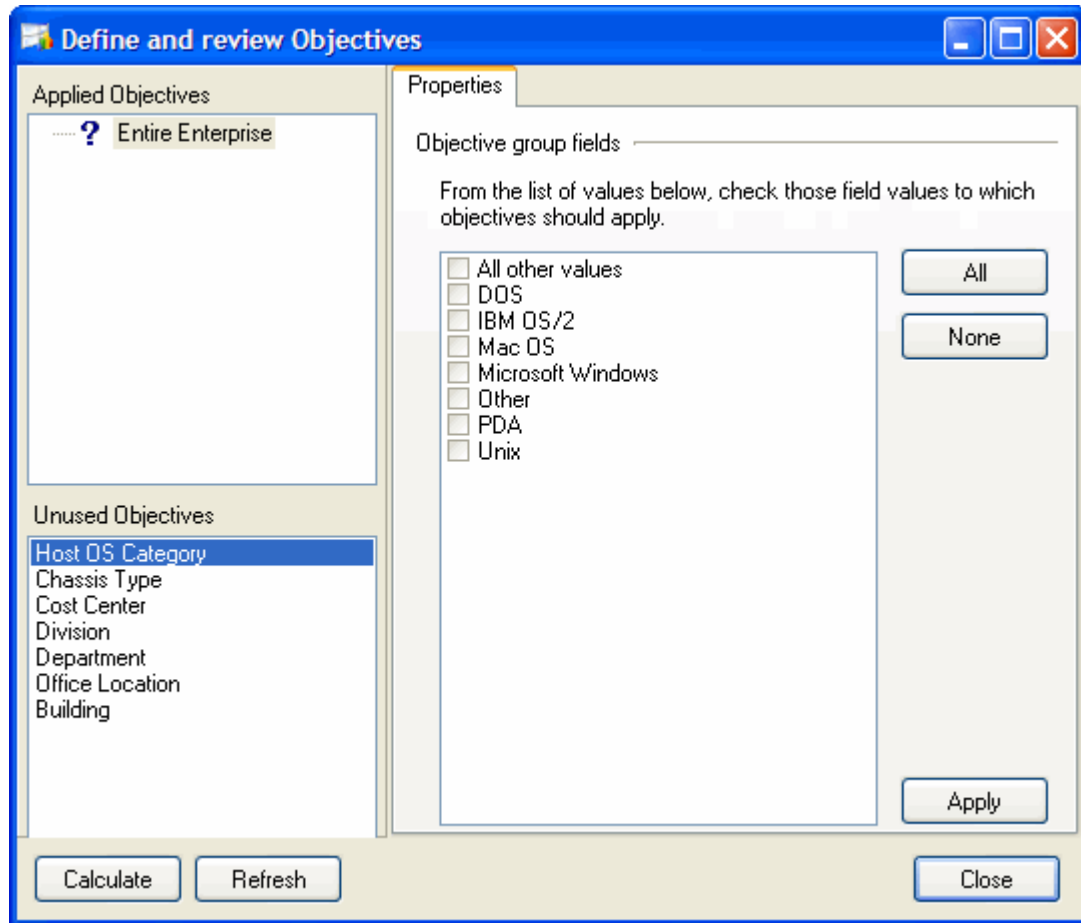 Define and review Objectives
Applied Objectives
? Entire Enterprise
Unused Objectives
Host OS Category
Chassis Type
Cost Center
Division
Department
Office Location
Building
Properties
Objective group fields
From the list of values below, check those field values to which
objectives should apply.
All other values
DOS
IBM OS/2
Mac OS
Microsoft Windows
Other
PDA
Unix
All
None
Apply
Calculate
Refresh
Close